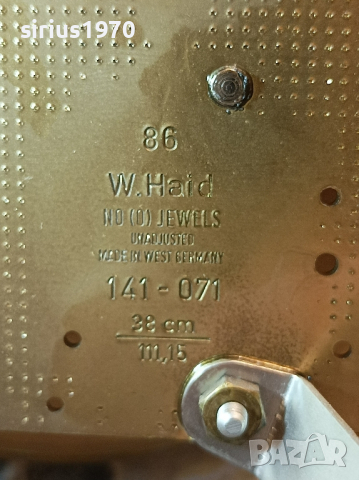 sirius1970
86
W.Haid
NO (0) JEWELS
UNADJUSTED
MADE IN WEST GERMANY
141-071
38 cm
111,15
BAZAR